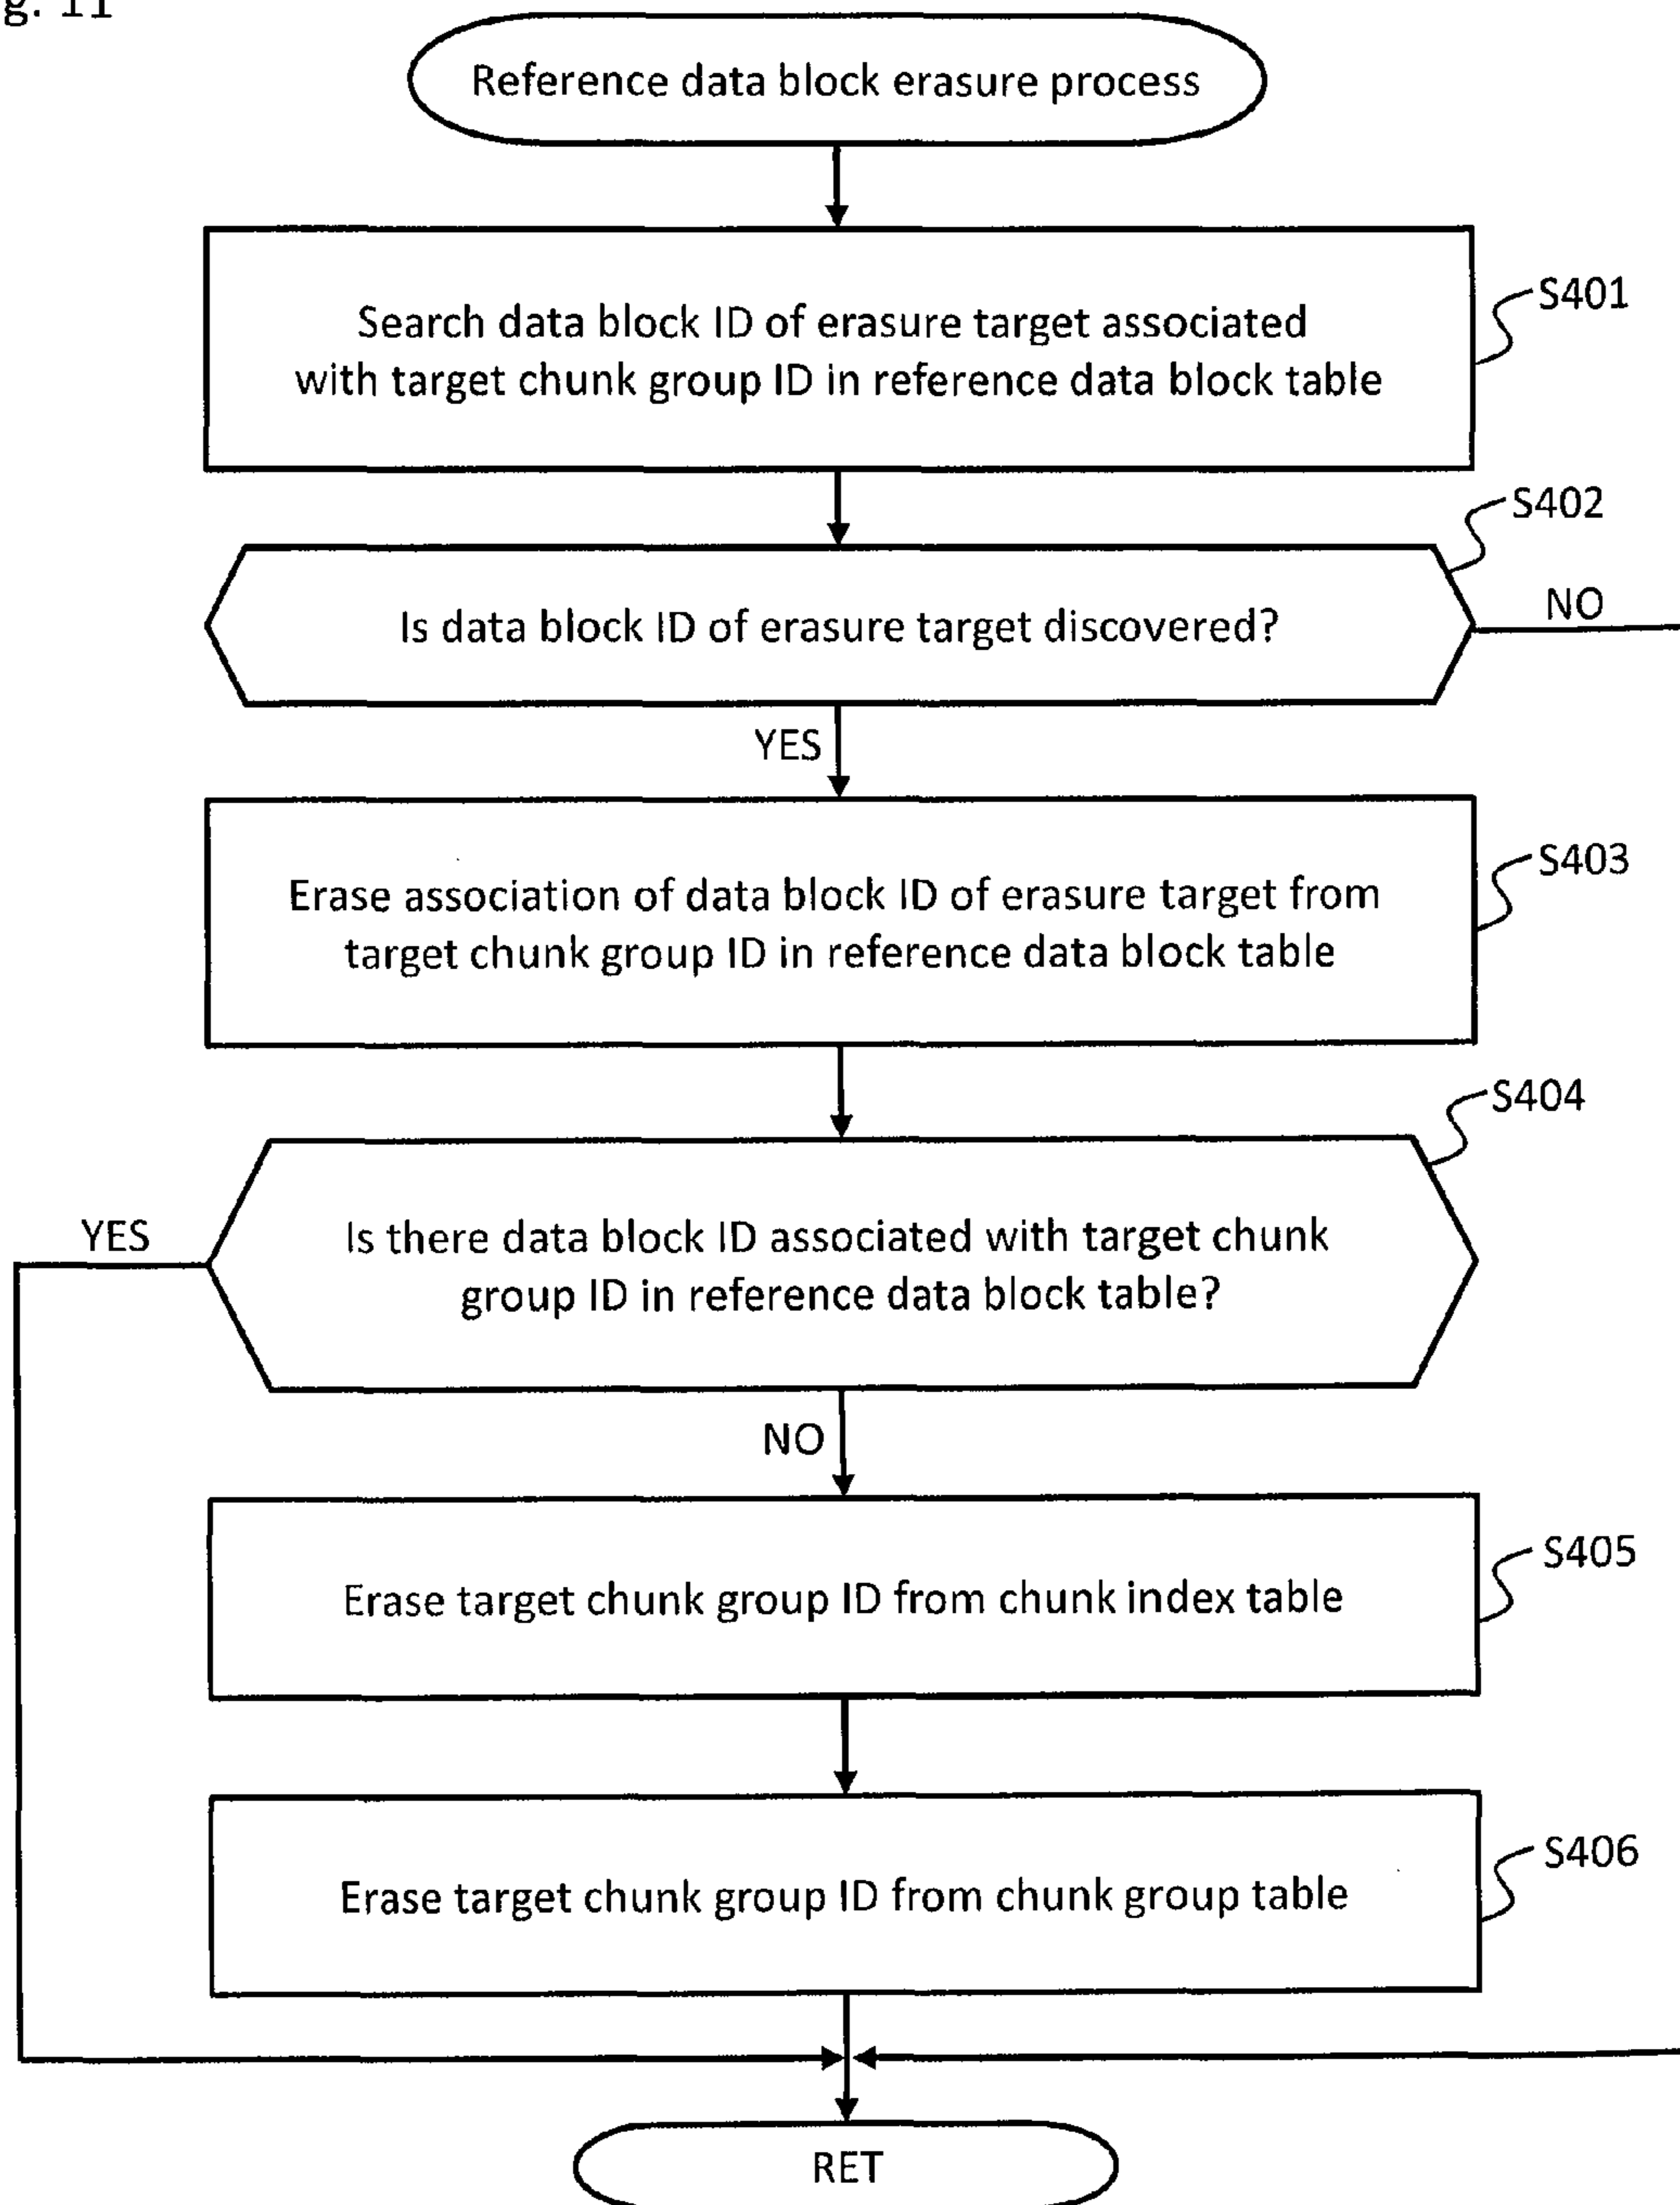 g. 11
Reference data block erasure process
S401
Search data block ID of erasure target associated
with target chunk group ID in reference data block table
S402
Is data block ID of erasure target discovered?
NO
YES
S403
Erase association of data block ID of erasure target from
target chunk group ID in reference data block table
S404
YES
Is there data block ID associated with target chunk
group ID in reference data block table?
NO
S405
Erase target chunk group ID from chunk index table
S406
Erase target chunk group ID from chunk group table
RET